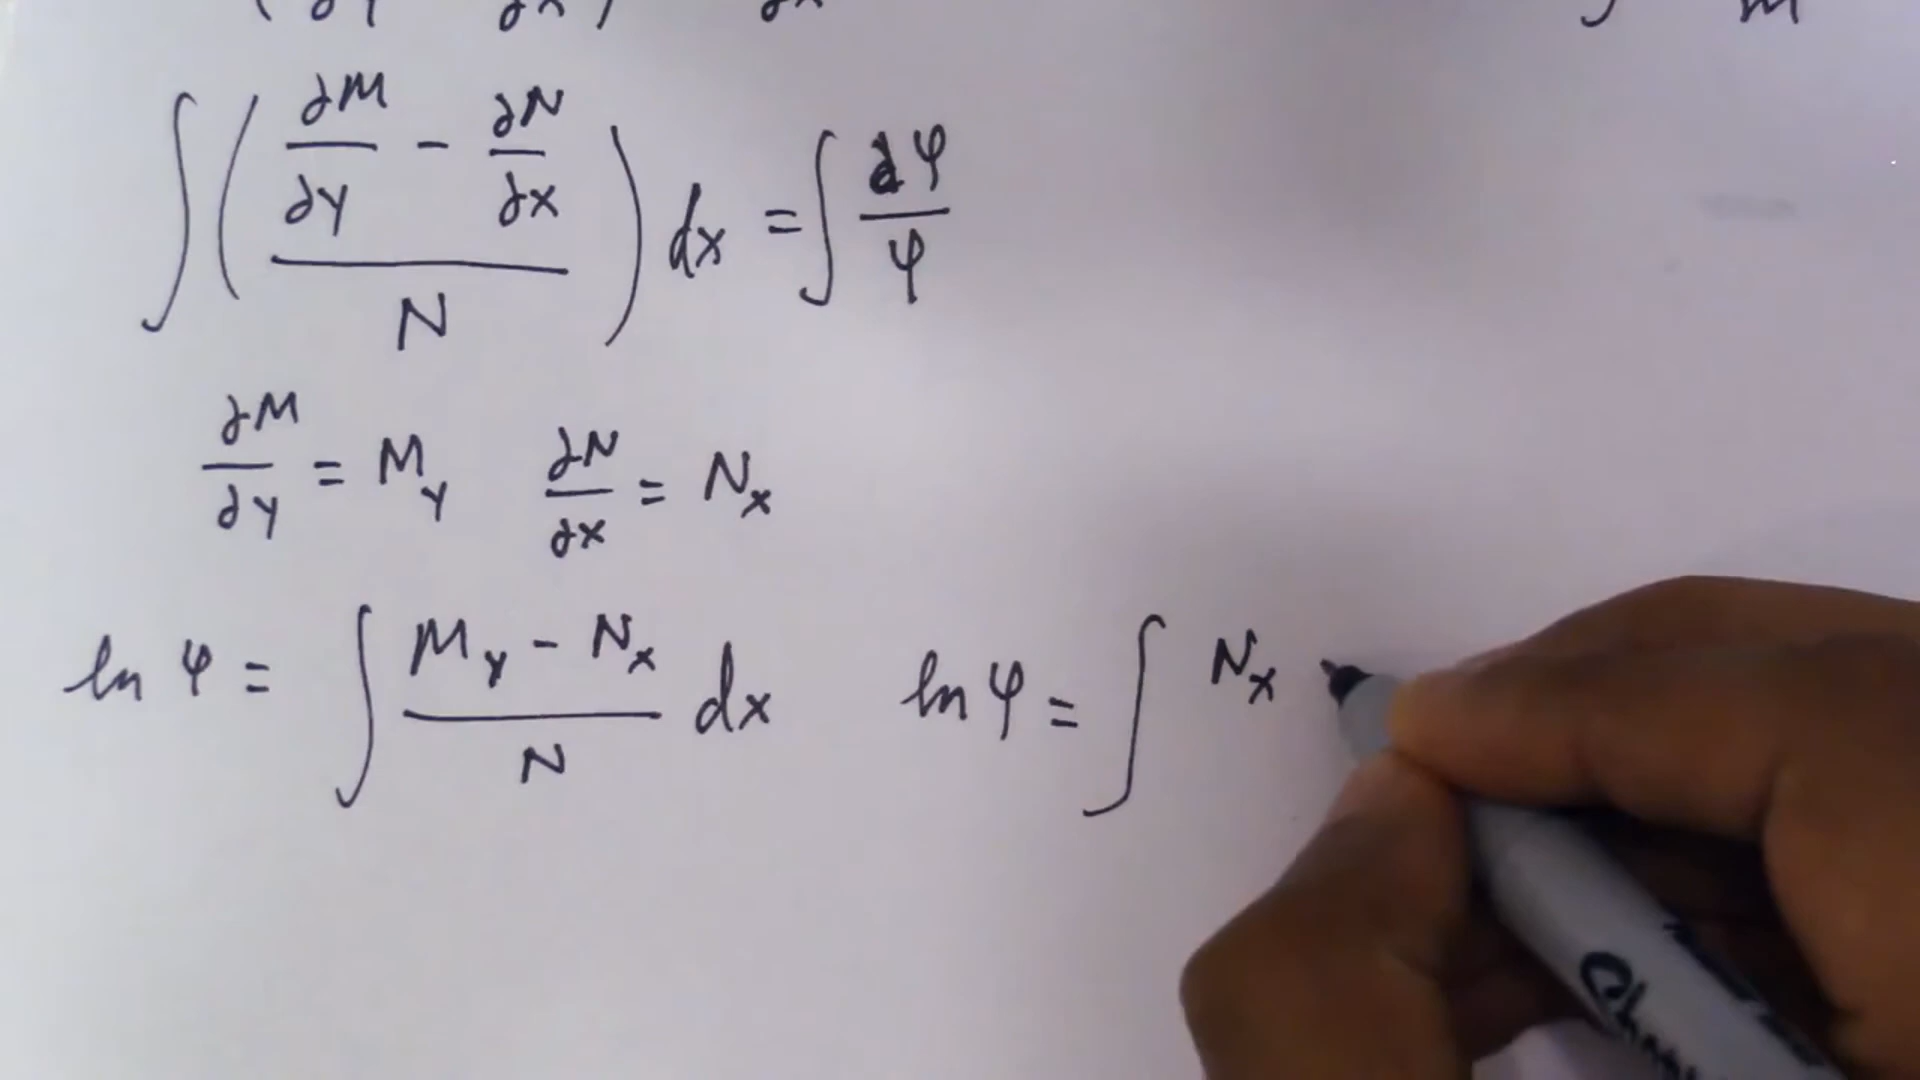 ∂y ∂x ) ∂x
∫ ( (∂M/∂y - ∂N/∂x) / N ) dx = ∫ dφ/φ
∂M/∂y = M_y ∂N/∂x = N_x
ln φ = ∫ (M_y - N_x)/N dx ln φ = ∫ N_x